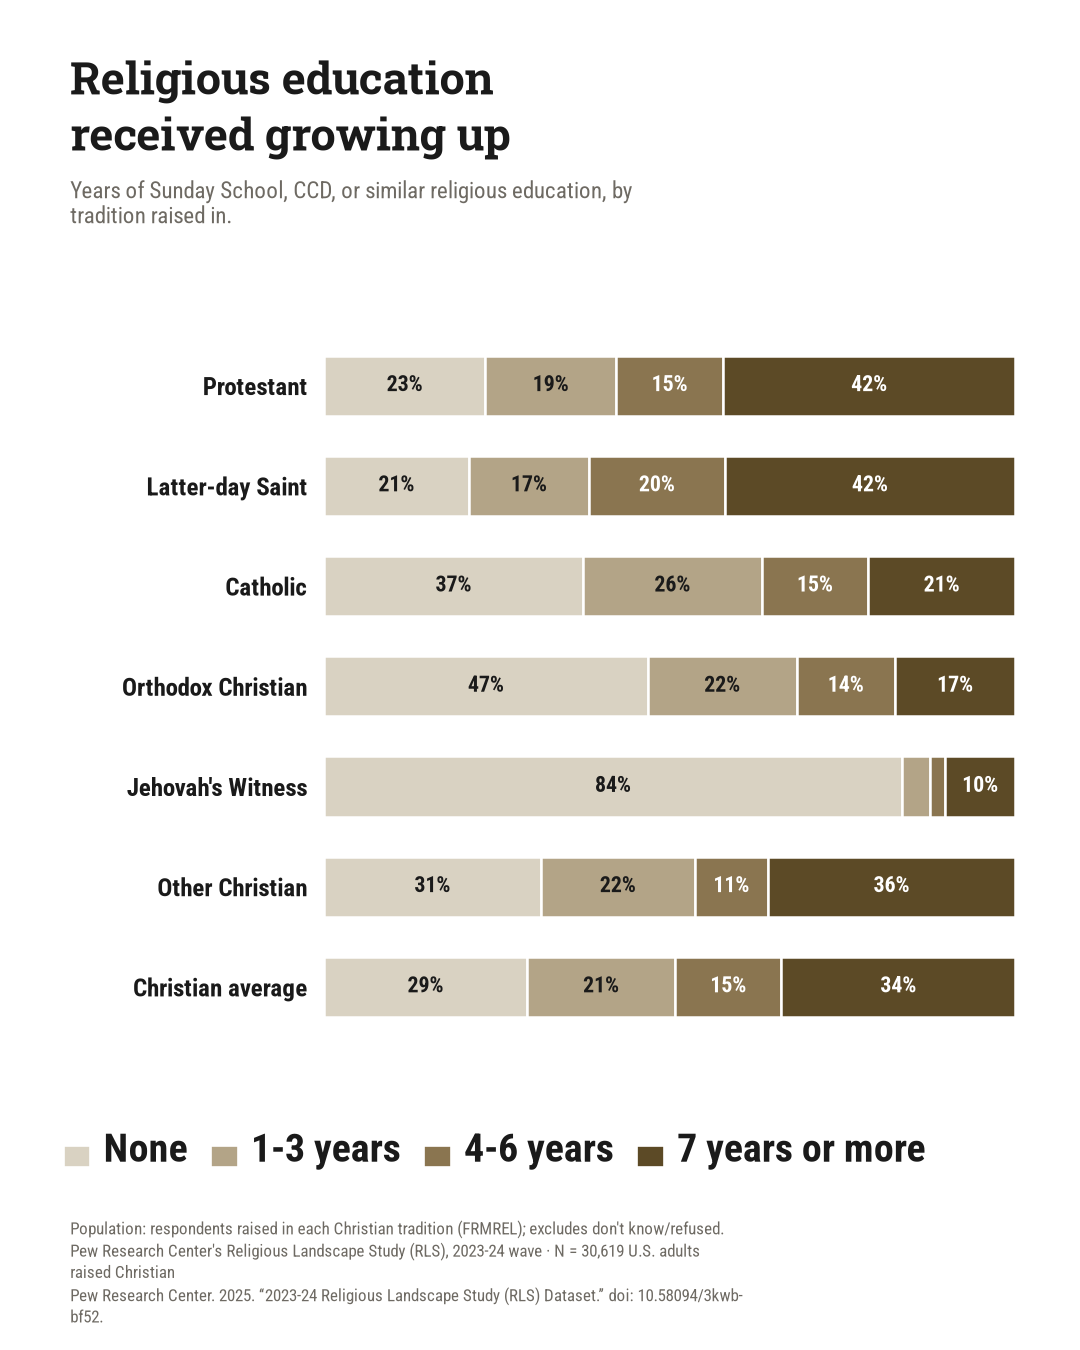 Religious education
received growing up
Years of Sunday School, CCD, or similar religious education, by
tradition raised in.
Protestant 23% 19% 15% 42%
Latter-day Saint 21% 17% 20% 42%
Catholic 37% 26% 15% 21%
Orthodox Christian 47% 22% 14% 17%
Jehovah's Witness 84% 10%
Other Christian 31% 22% 11% 36%
Christian average 29% 21% 15% 34%
None 1-3 years 4-6 years 7 years or more
Population: respondents raised in each Christian tradition (FRMREL); excludes don't know/refused.
Pew Research Center's Religious Landscape Study (RLS), 2023-24 wave · N = 30,619 U.S. adults
raised Christian
Pew Research Center. 2025. “2023-24 Religious Landscape Study (RLS) Dataset.” doi: 10.58094/3kwb-
bf52.